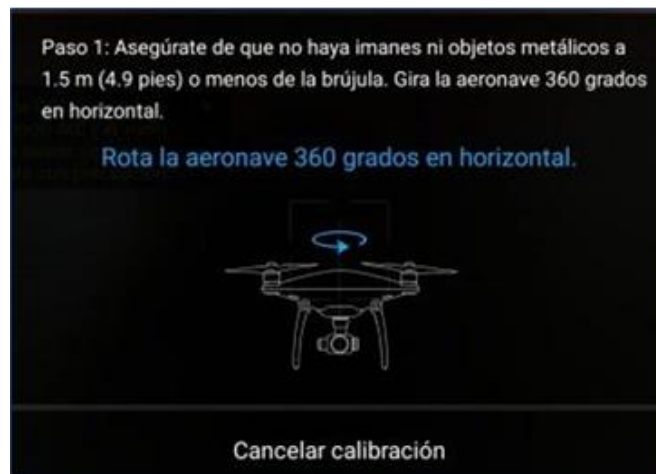 Paso 1: Asegúrate de que no haya imanes ni objetos metálicos a
1.5 m (4.9 pies) o menos de la brújula. Gira la aeronave 360 grados
en horizontal.
Rota la aeronave 360 grados en horizontal.
Cancelar calibración